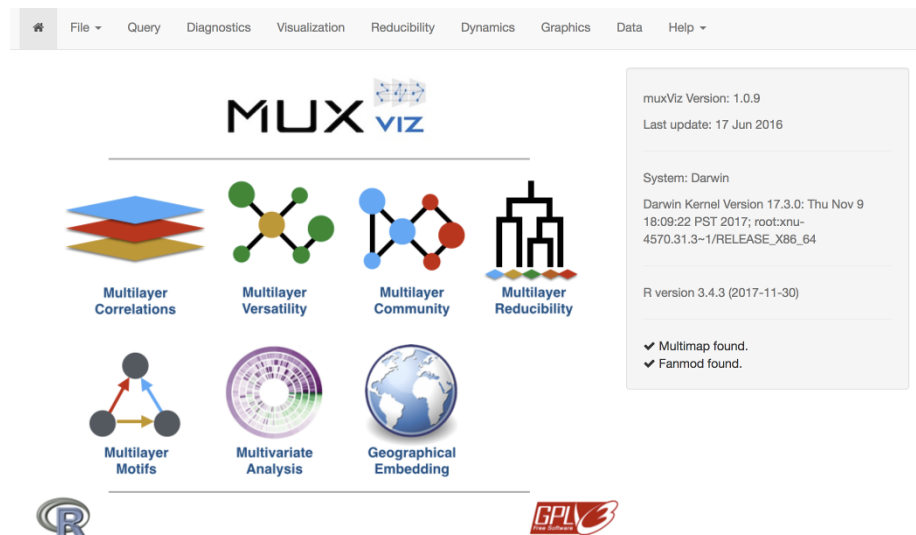 File Query Diagnostics Visualization Reducibility Dynamics Graphics Data Help
MUX
VIZ
Multilayer
Correlations
Multilayer
Versatility
Multilayer
Community
Multilayer
Reducibility
Multilayer
Motifs
Multivariate
Analysis
Geographical
Embedding
R
GPLv3
Free Software
muxViz Version: 1.0.9
Last update: 17 Jun 2016
System: Darwin
Darwin Kernel Version 17.3.0: Thu Nov 9
18:09:22 PST 2017; root:xnu-
4570.31.3~1/RELEASE_X86_64
R version 3.4.3 (2017-11-30)
Multimap found.
Fanmod found.